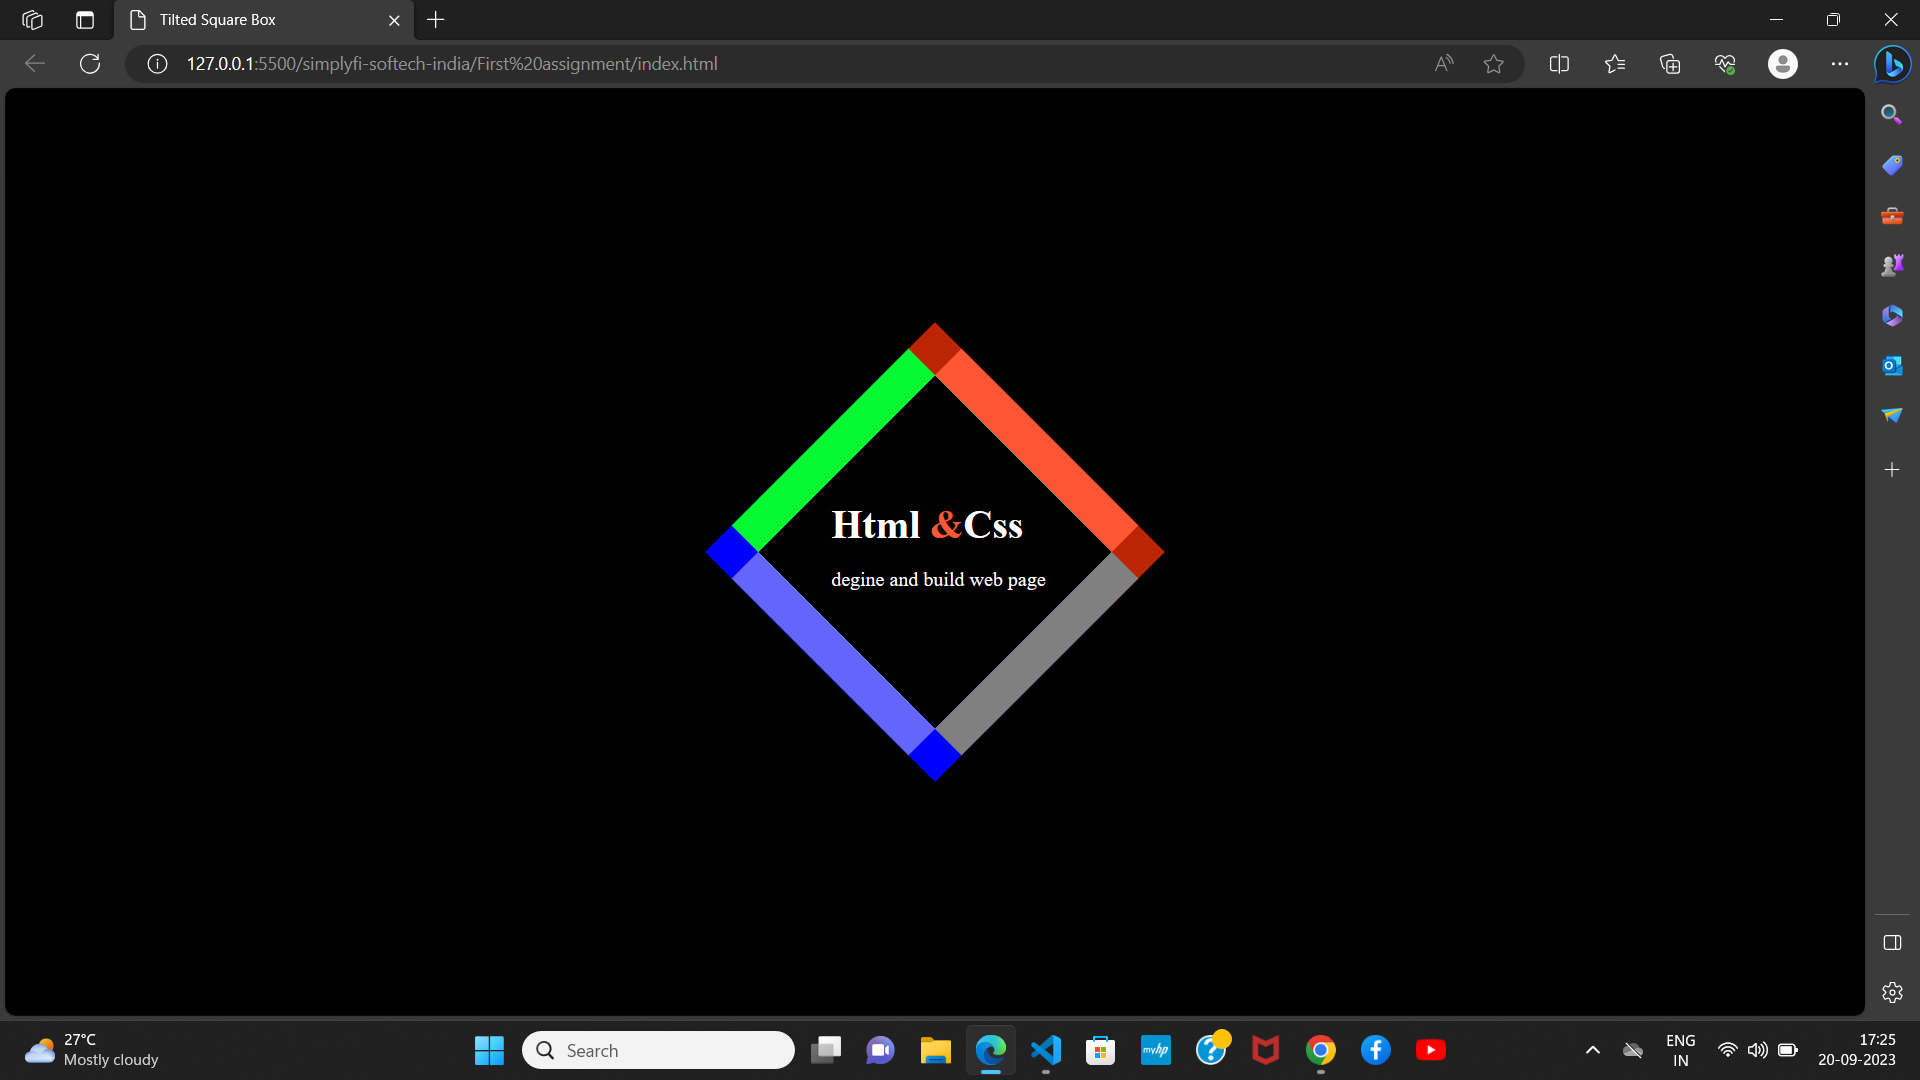 Tilted Square Box
127.0.0.1:5500/simplyfi-softech-india/First%20assignment/index.html
Html &Css
degine and build web page
27°C
Mostly cloudy
Search
myhp
ENG
IN
17:25
20-09-2023